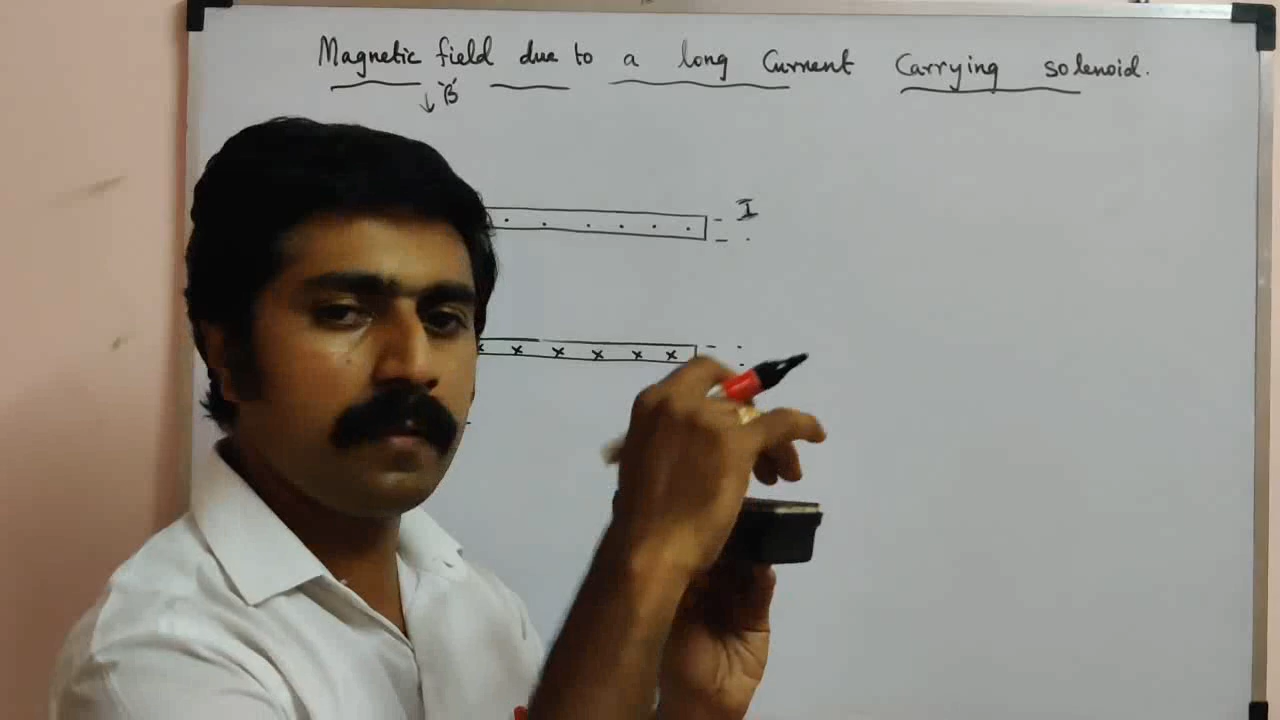 Magnetic field due to a long Current Carrying solenoid.
↓ B
I
x x x x x x